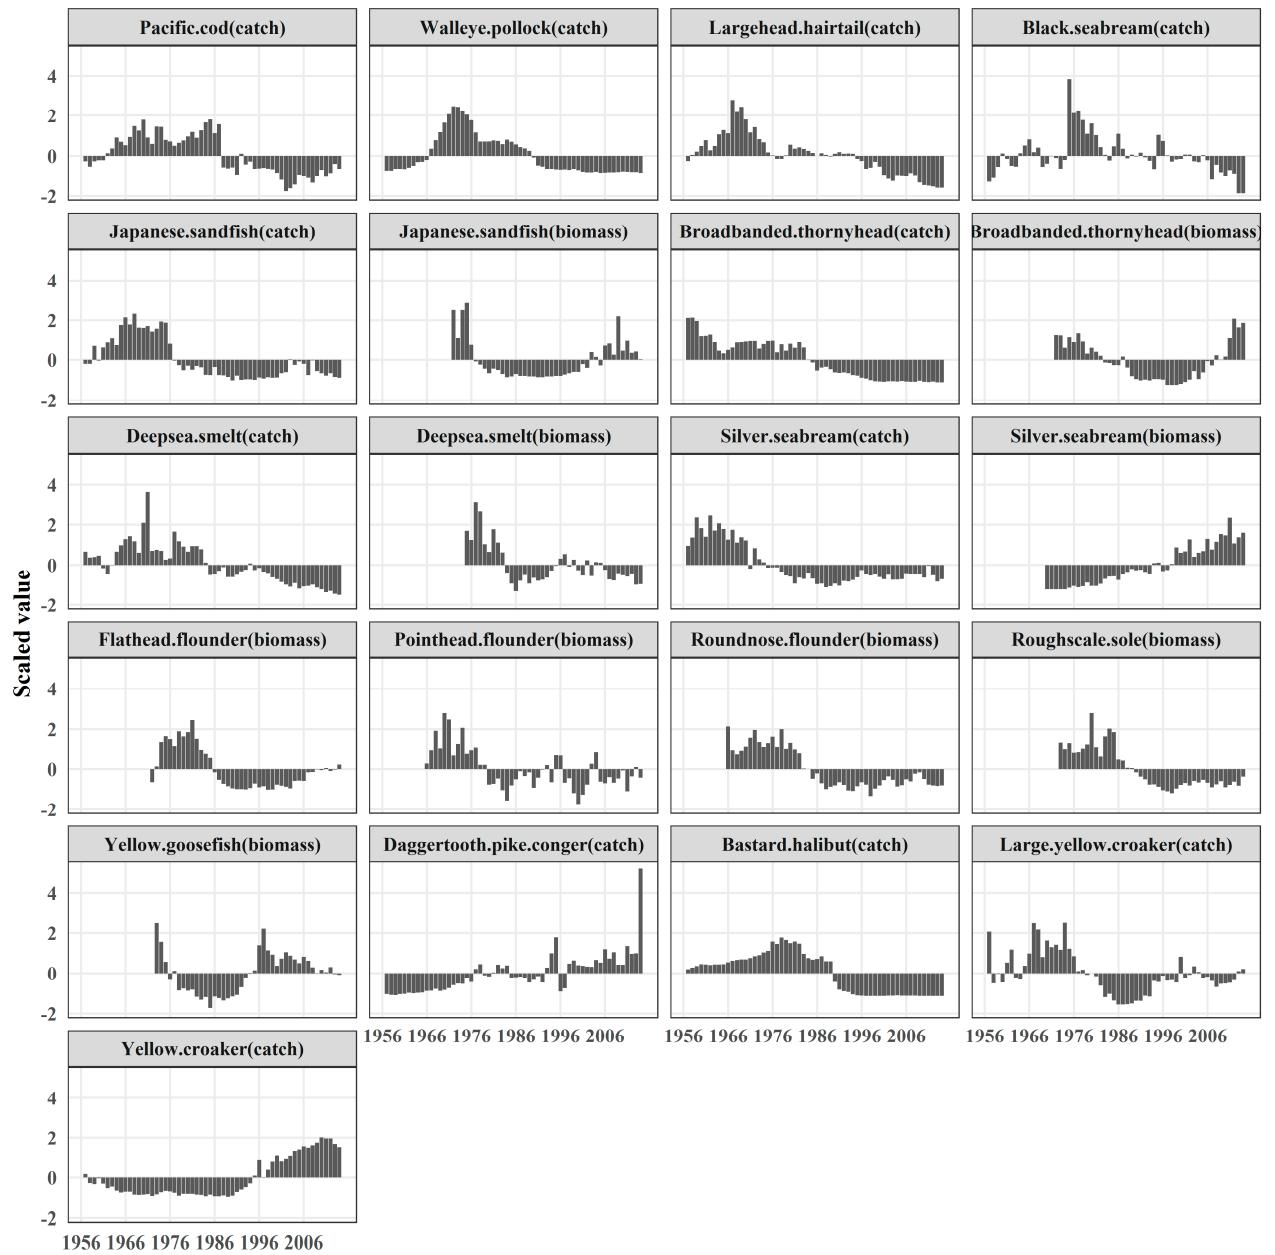 Pacific.cod(catch) Walleye.pollock(catch) Largehead.hairtail(catch) Black.seabream(catch)
4
2
0
-2
Japanese.sandfish(catch) Japanese.sandfish(biomass) Broadbanded.thornyhead(catch) Broadbanded.thornyhead(biomass)
4
2
0
-2
Deepsea.smelt(catch) Deepsea.smelt(biomass) Silver.seabream(catch) Silver.seabream(biomass)
4
2
0
-2
Scaled value
Flathead.flounder(biomass) Pointhead.flounder(biomass) Roundnose.flounder(biomass) Roughscale.sole(biomass)
4
2
0
-2
Yellow.goosefish(biomass) Daggertooth.pike.conger(catch) Bastard.halibut(catch) Large.yellow.croaker(catch)
4
2
0
-2
1956 1966 1976 1986 1996 2006 1956 1966 1976 1986 1996 2006 1956 1966 1976 1986 1996 2006
Yellow.croaker(catch)
4
2
0
-2
1956 1966 1976 1986 1996 2006